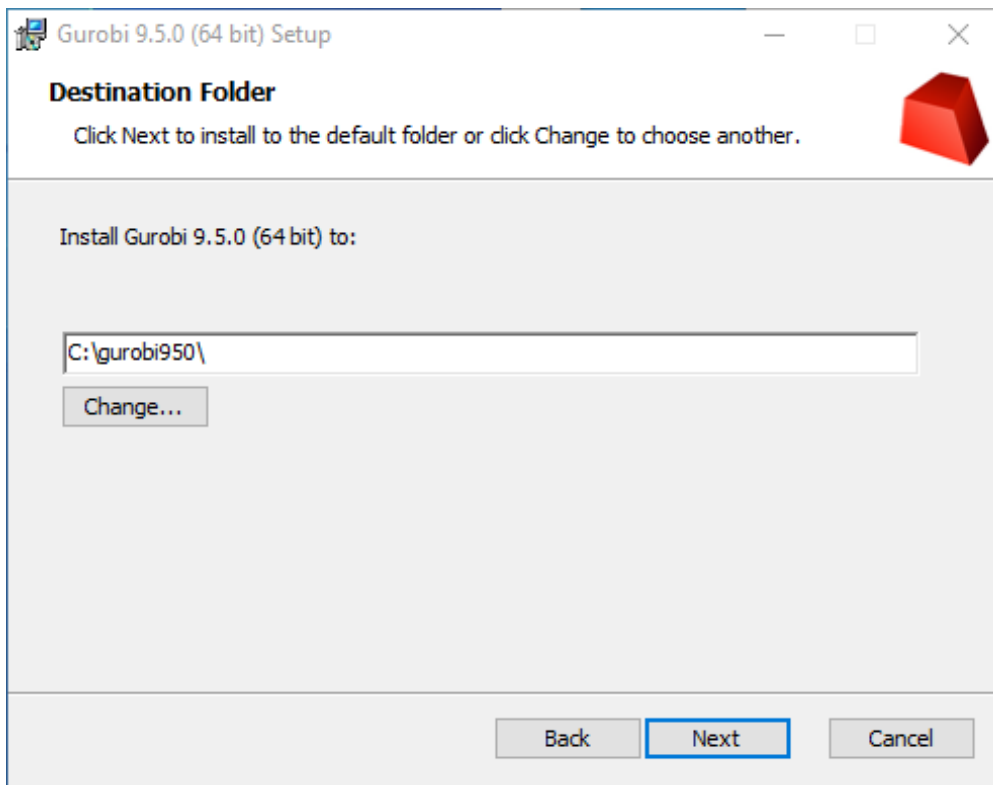 Gurobi 9.5.0 (64 bit) Setup
Destination Folder
Click Next to install to the default folder or click Change to choose another.
Install Gurobi 9.5.0 (64 bit) to:
C:\gurobi950\
Change...
Back
Next
Cancel